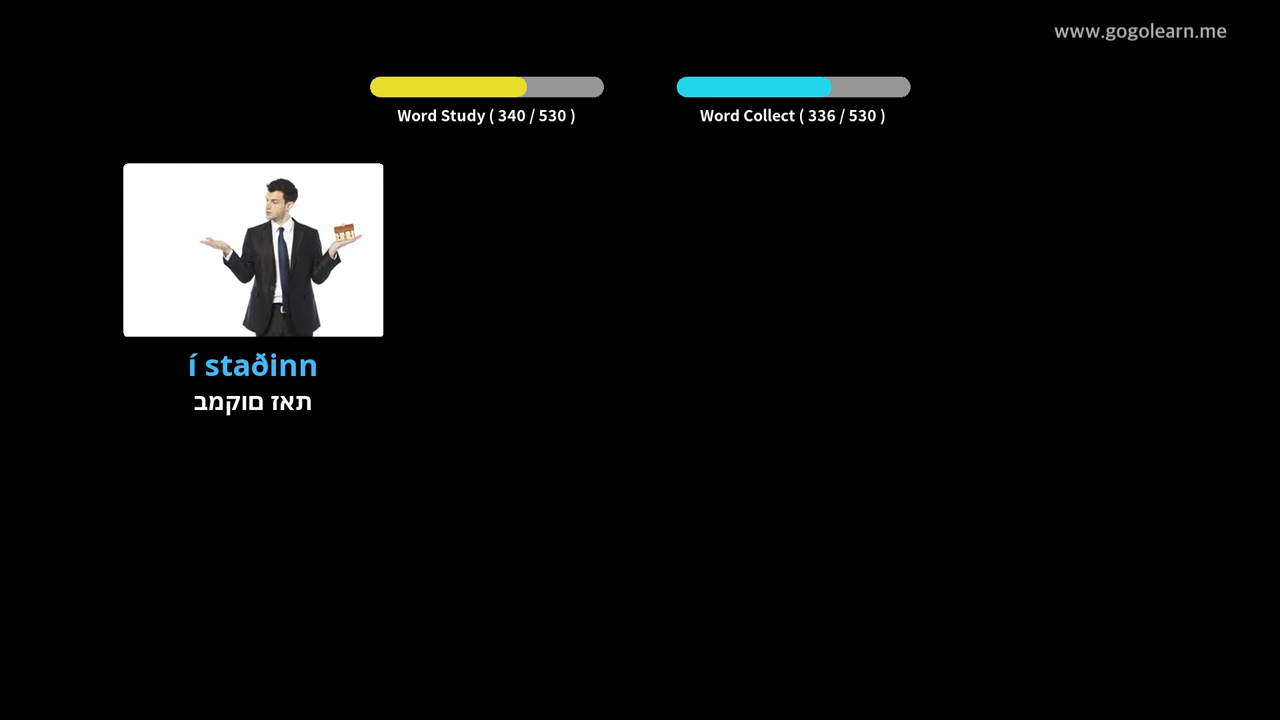 www.gogolearn.me
Word Study ( 340 / 530 )
Word Collect ( 336 / 530 )
í staðinn
תאז םוקמב